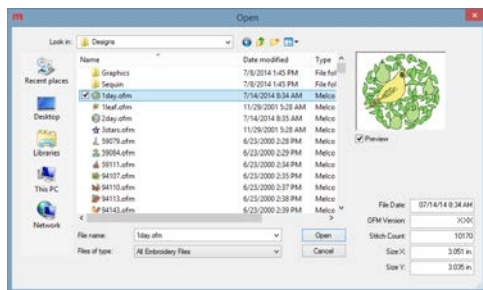 m Open
Look in: Designs
Name Date modified Type
Graphics 7/8/2014 1:45 PM File fol
Sequin 7/8/2014 1:45 PM File fol
1day.ofm 7/14/2014 8:34 AM Melco
1leaf.ofm 11/29/2001 5:28 AM Melco
2day.ofm 7/14/2014 8:35 AM Melco
3stars.ofm 11/29/2001 5:28 AM Melco
59079.ofm 6/23/2000 2:28 PM Melco
59084.ofm 6/23/2000 2:29 PM Melco
59111.ofm 6/23/2000 2:34 PM Melco
94107.ofm 6/23/2000 2:35 PM Melco
94110.ofm 6/23/2000 2:37 PM Melco
94113.ofm 6/23/2000 2:38 PM Melco
94143.ofm 6/23/2000 2:39 PM Melco
Recent places
Desktop
Libraries
This PC
Network
File name: 1day.ofm Open
Files of type: All Embroidery Files Cancel
Preview
File Date: 07/14/14 8:34 AM
OFM Version: XXX
Stitch Count: 10170
Size X: 3.051 in.
Size Y: 3.035 in.